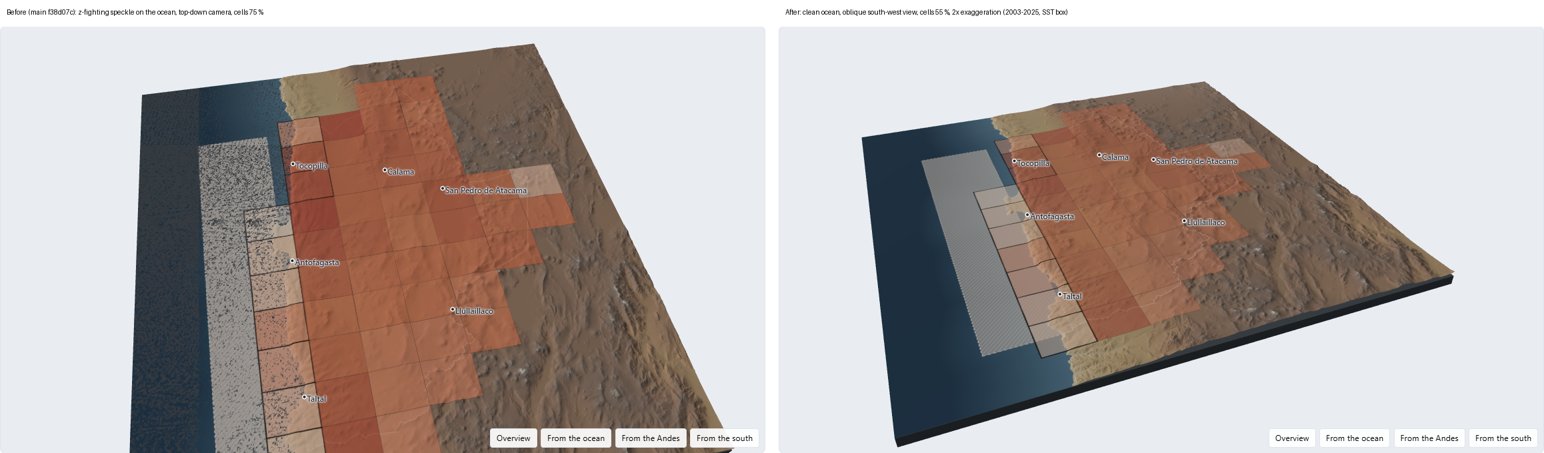 Before (main f38d07c): z-fighting speckle on the ocean, top-down camera, cells 75 %
Tocopilla
Calama
San Pedro de Atacama
Antofagasta
Llullaillaco
Taltal
Overview
From the ocean
From the Andes
From the south
After: clean ocean, oblique south-west view, cells 55 %, 2x exaggeration (2003-2025, SST box)
Tocopilla
Calama
San Pedro de Atacama
Antofagasta
Llullaillaco
Taltal
Overview
From the ocean
From the Andes
From the south